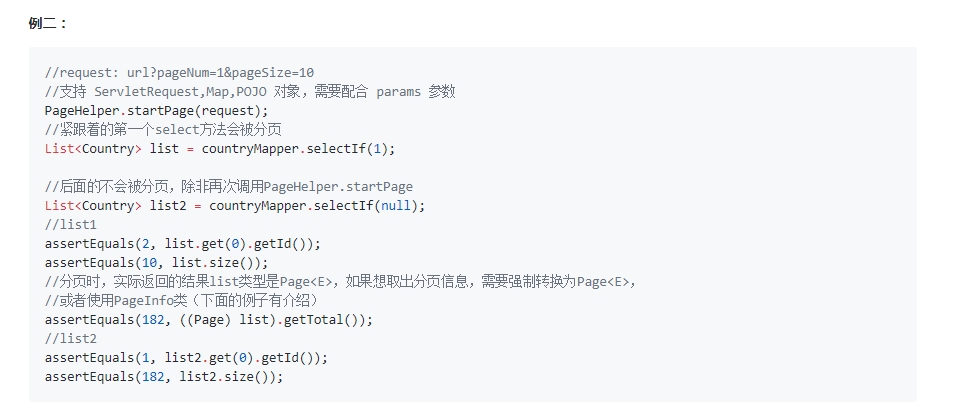 例二：
//request: url?pageNum=1&pageSize=10
//支持 ServletRequest,Map,POJO 对象，需要配合 params 参数
PageHelper.startPage(request);
//紧跟着的第一个select方法会被分页
List<Country> list = countryMapper.selectIf(1);
//后面的不会被分页，除非再次调用PageHelper.startPage
List<Country> list2 = countryMapper.selectIf(null);
//list1
assertEquals(2, list.get(0).getId());
assertEquals(10, list.size());
//分页时，实际返回的结果list类型是Page<E>，如果想取出分页信息，需要强制转换为Page<E>，
//或者使用PageInfo类（下面的例子有介绍）
assertEquals(182, ((Page) list).getTotal());
//list2
assertEquals(1, list2.get(0).getId());
assertEquals(182, list2.size());